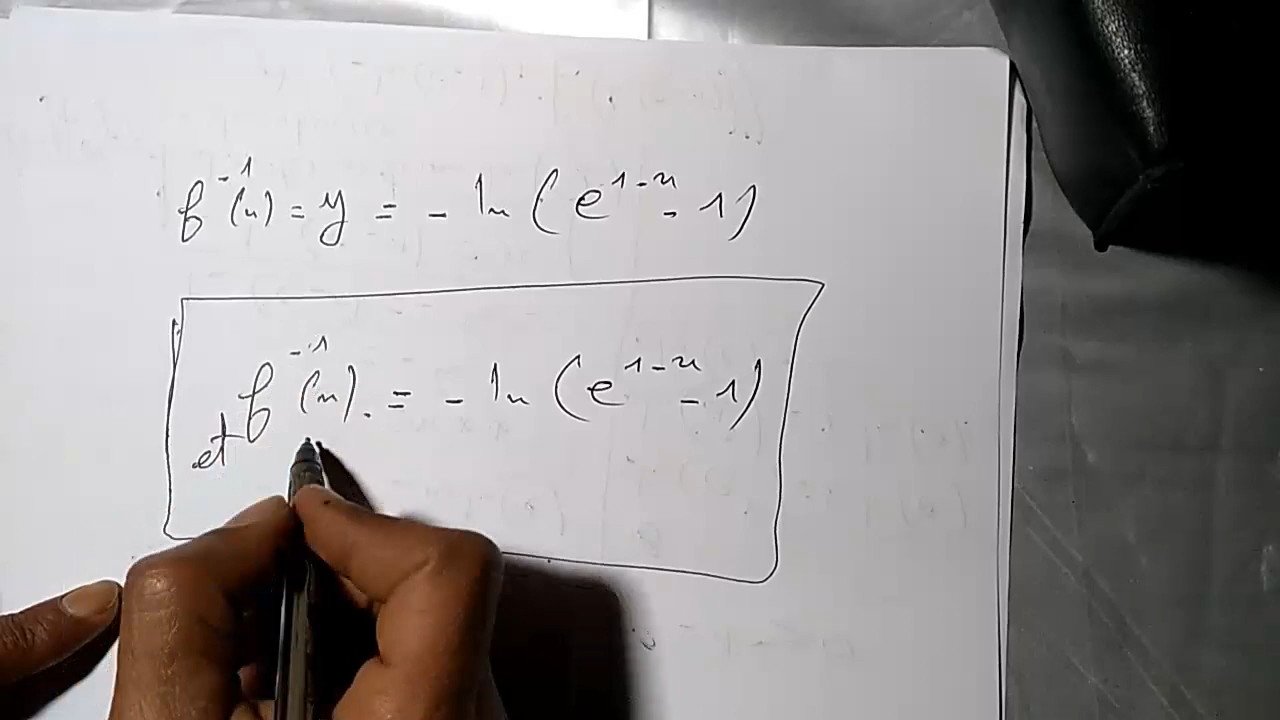 f⁻¹(x) = y = - ln (e¹⁻ˣ - 1)
f⁻¹(x) . = - ln (e¹⁻ˣ - 1)
et